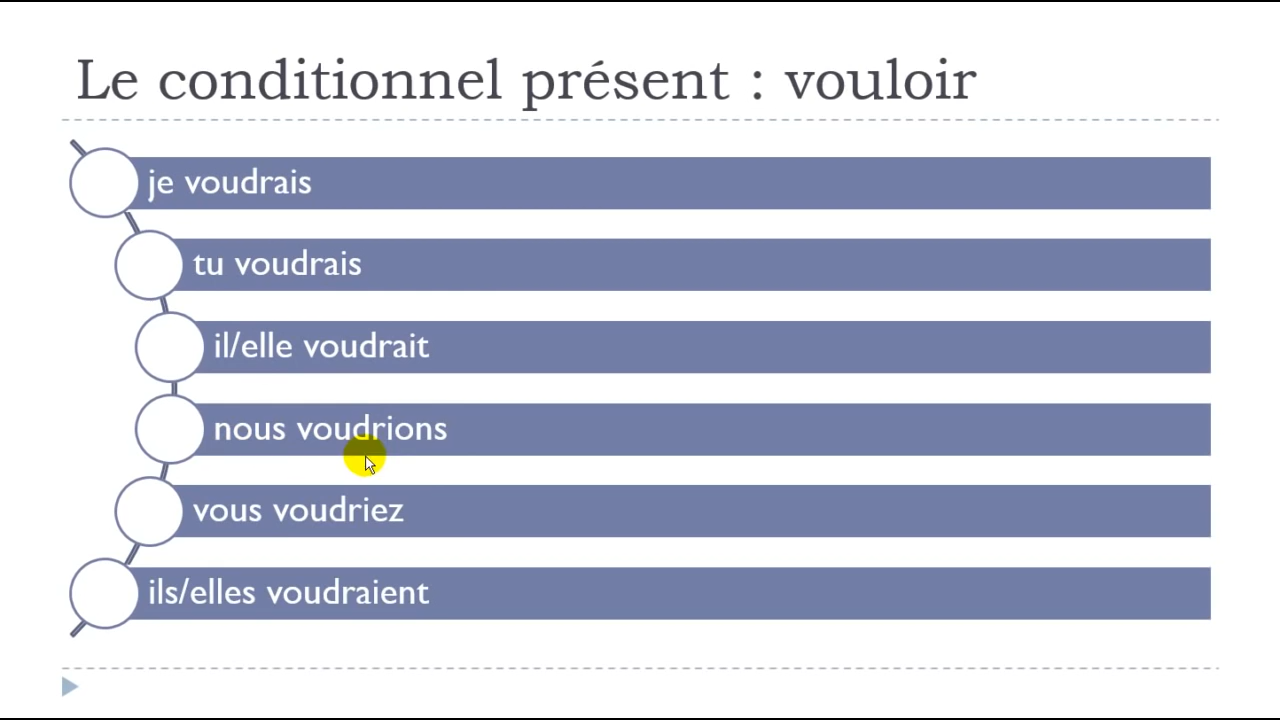 Le conditionnel présent : vouloir
je voudrais
tu voudrais
il/elle voudrait
nous voudrions
vous voudriez
ils/elles voudraient